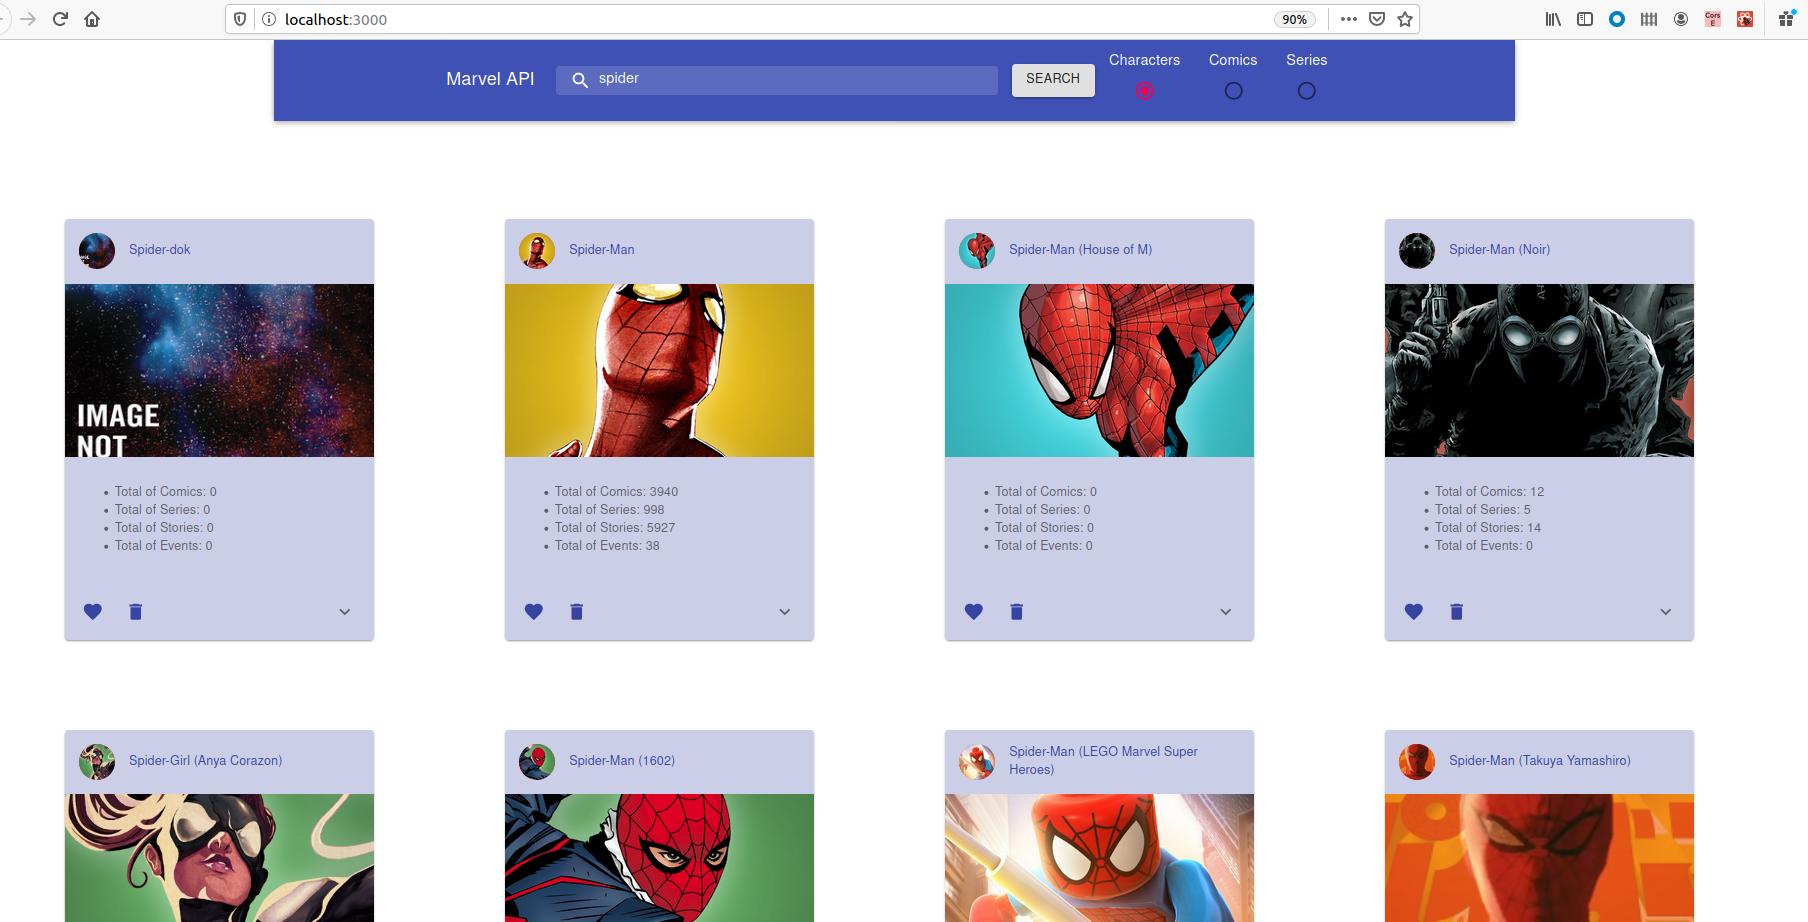 localhost:3000
90%
Cors
E
Marvel API
spider
SEARCH
Characters
Comics
Series
Spider-dok
IMAGE
NOT
Total of Comics: 0
Total of Series: 0
Total of Stories: 0
Total of Events: 0
Spider-Man
Total of Comics: 3940
Total of Series: 998
Total of Stories: 5927
Total of Events: 38
Spider-Man (House of M)
Total of Comics: 0
Total of Series: 0
Total of Stories: 0
Total of Events: 0
Spider-Man (Noir)
Total of Comics: 12
Total of Series: 5
Total of Stories: 14
Total of Events: 0
Spider-Girl (Anya Corazon)
Spider-Man (1602)
Spider-Man (LEGO Marvel Super
Heroes)
Spider-Man (Takuya Yamashiro)